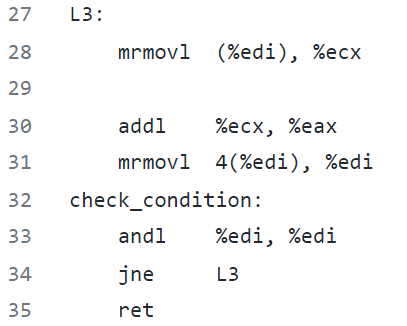 27 L3:
28 mrmovl (%edi), %ecx
29
30 addl %ecx, %eax
31 mrmovl 4(%edi), %edi
32 check_condition:
33 andl %edi, %edi
34 jne L3
35 ret